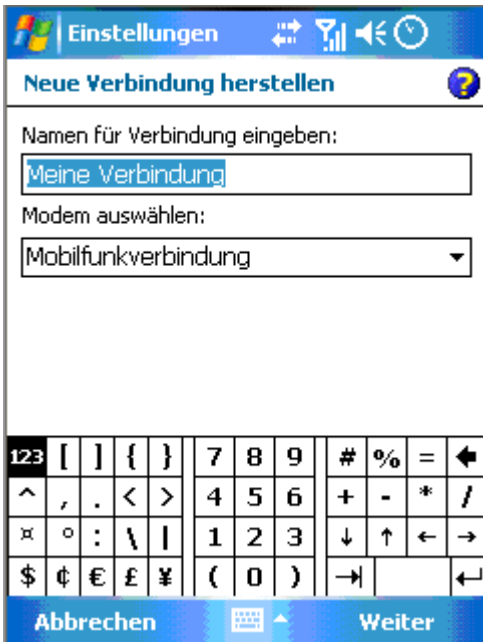 Einstellungen
Neue Verbindung herstellen ?
Namen für Verbindung eingeben:
Meine Verbindung
Modem auswählen:
Mobilfunkverbindung
123 [ ] { } 7 8 9 # % = 🡄
^ , . < > 4 5 6 + - * /
¤ º : \ | 1 2 3 ↓ ↑ ← →
$ ¢ € £ ¥ ( 0 ) →| ↵
Abbrechen Weiter